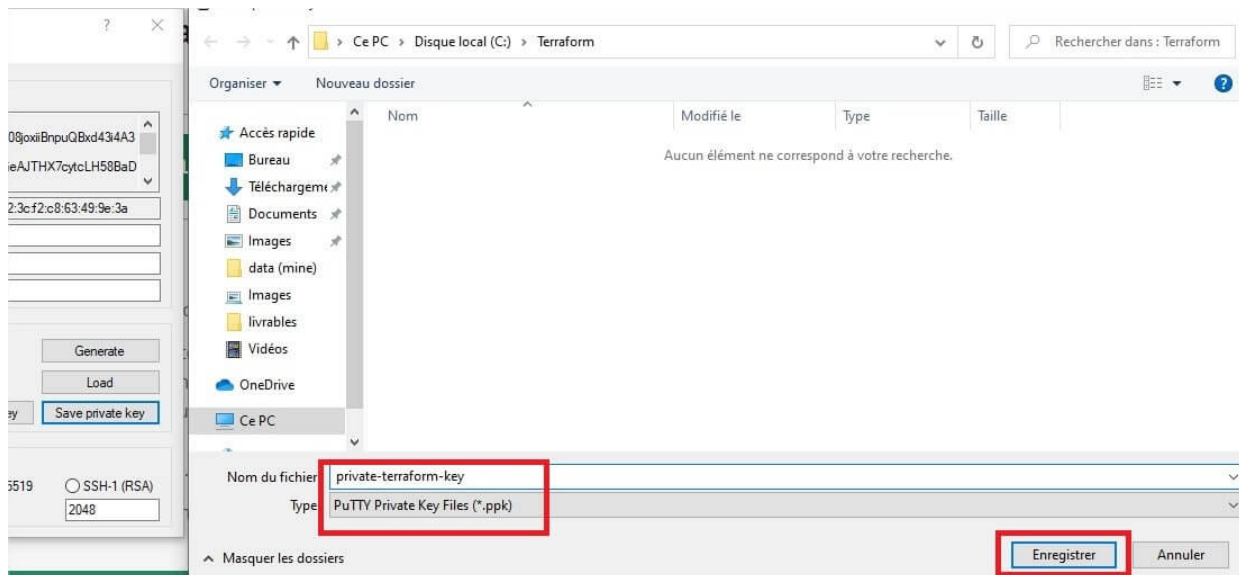 ?
Ce PC > Disque local (C:) > Terraform
Rechercher dans : Terraform
Organiser
Nouveau dossier
?
Nom
Modifié le
Type
Taille
Aucun élément ne correspond à votre recherche.
Accès rapide
Bureau
Téléchargeme
Documents
Images
data (mine)
Images
livrables
Vidéos
OneDrive
Ce PC
08joxiiBnpuQBxd43i4A3
eAJTHX7cytcLH58BaD
2:3c:f2:c8:63:49:9e:3a
Generate
Load
ey
Save private key
5519
SSH-1 (RSA)
2048
Nom du fichier
private-terraform-key
Type
PuTTY Private Key Files (*.ppk)
Masquer les dossiers
Enregistrer
Annuler